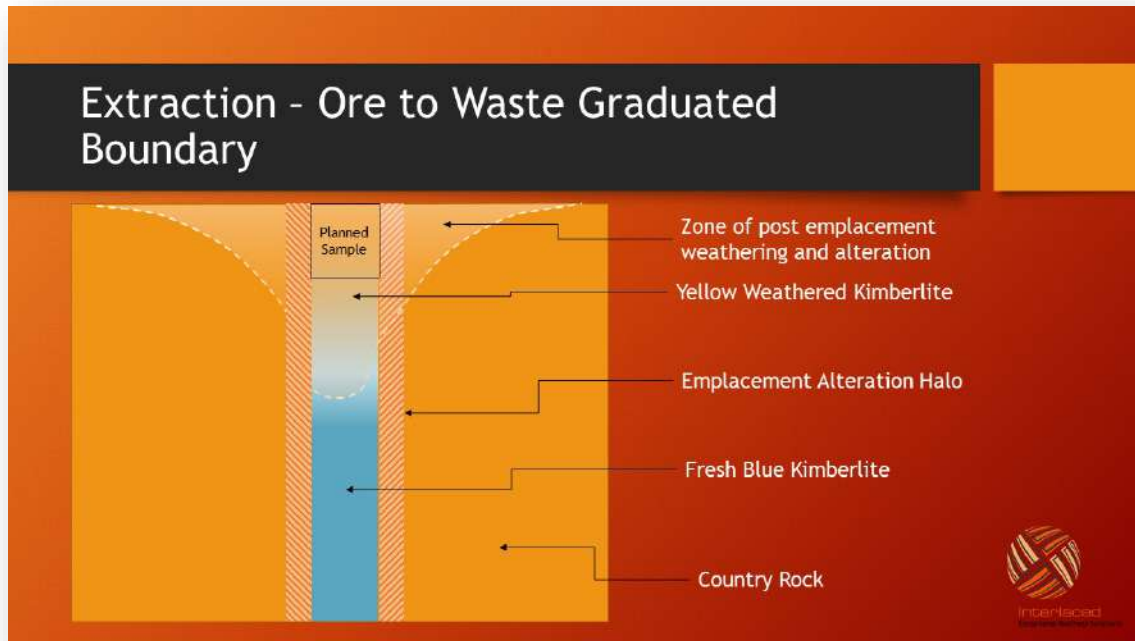 Extraction – Ore to Waste Graduated
Boundary
Planned
Sample
Zone of post emplacement
weathering and alteration
Yellow Weathered Kimberlite
Emplacement Alteration Halo
Fresh Blue Kimberlite
Country Rock
Interlaced